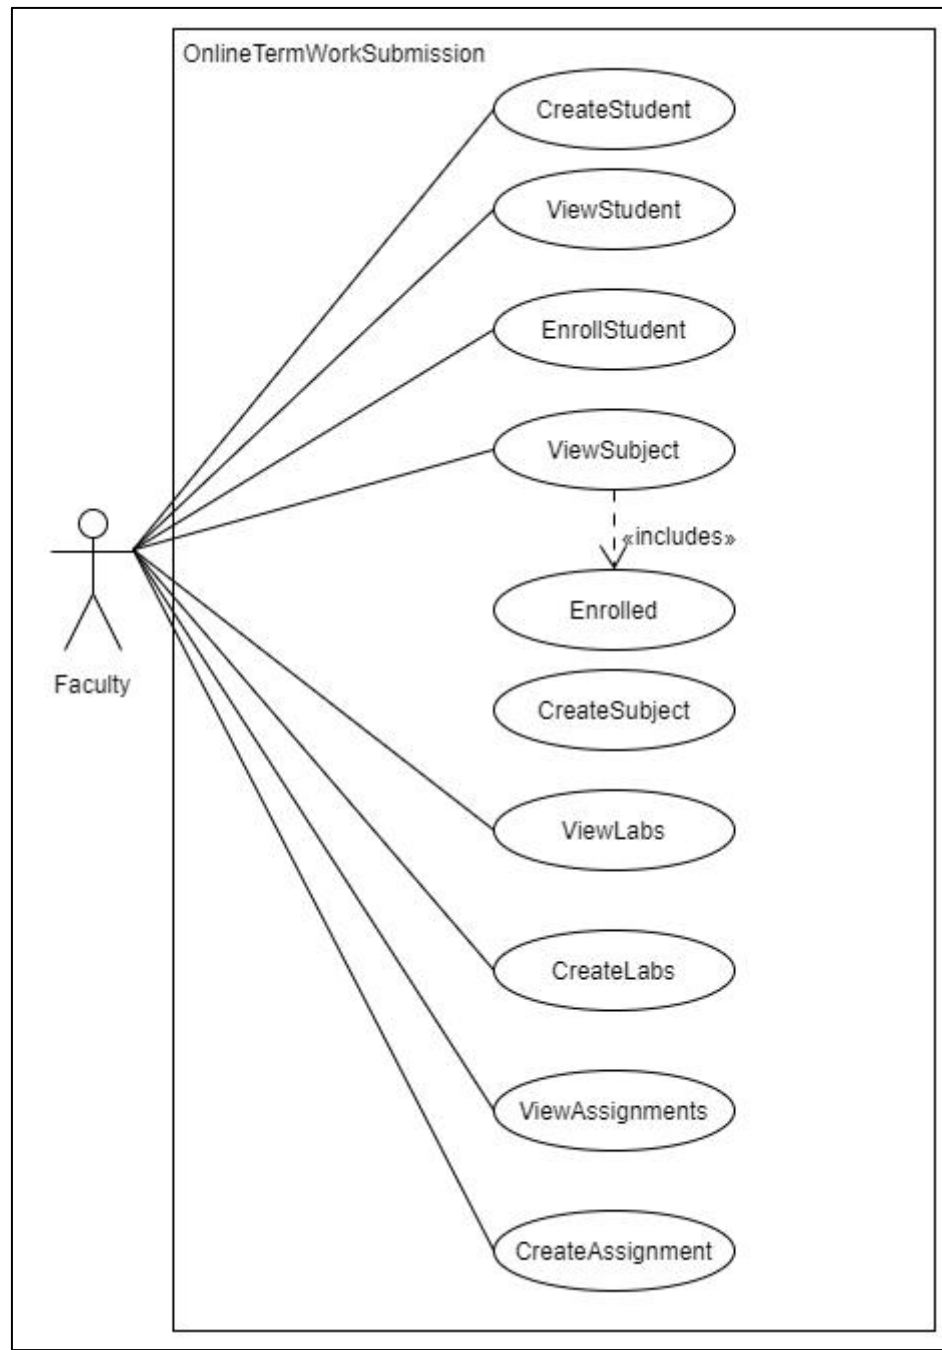 OnlineTermWorkSubmission
CreateStudent
ViewStudent
EnrollStudent
ViewSubject
«includes»
Enrolled
Faculty
CreateSubject
ViewLabs
CreateLabs
ViewAssignments
CreateAssignment